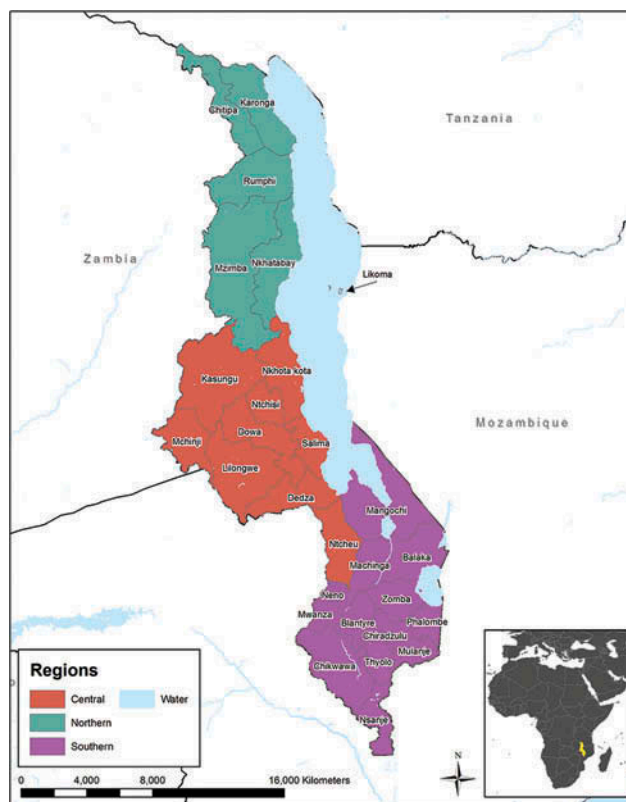 Karonga
Chitipa
Tanzania
Rumphi
Zambia
Mzimba
Nkhatabay
Likoma
Nkhota kota
Kasungu
Ntchisi
Mozambique
Dowa
Mchinji
Salima
Lilongwe
Dedza
Mangochi
Ntcheu
Balaka
Machinga
Neno
Zomba
Mwanza
Blantyre
Phalombe
Chiradzulu
Mulanje
Thyolo
Chikwawa
Nsanje
Regions
Central
Water
Northern
Southern
0
4,000
8,000
16,000 Kilometers
N